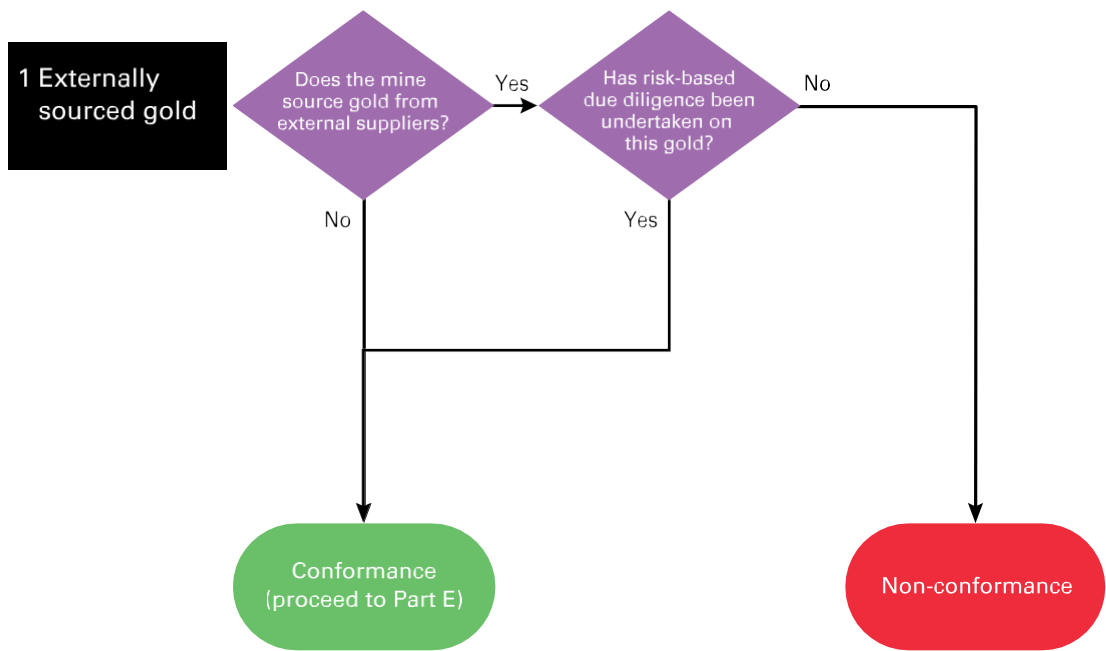 1 Externally
sourced gold
Does the mine
source gold from
external suppliers?
Yes
Has risk-based
due diligence been
undertaken on
this gold?
No
No
Yes
Conformance
(proceed to Part E)
Non-conformance